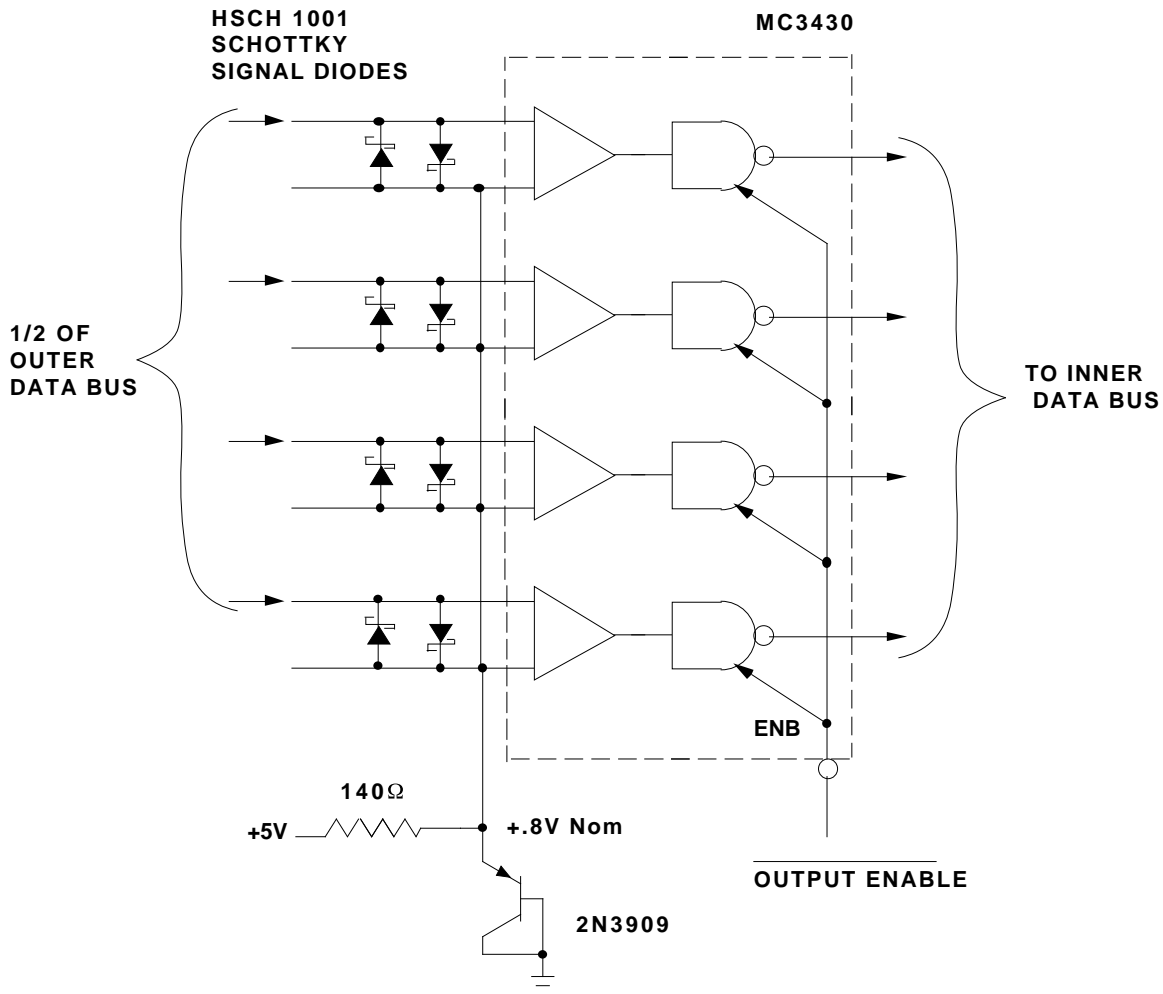 HSCH 1001
SCHOTTKY
SIGNAL DIODES
MC3430
1/2 OF
OUTER
DATA BUS
TO INNER
DATA BUS
ENB
140Ω
+5V
+.8V Nom
OUTPUT ENABLE
2N3909